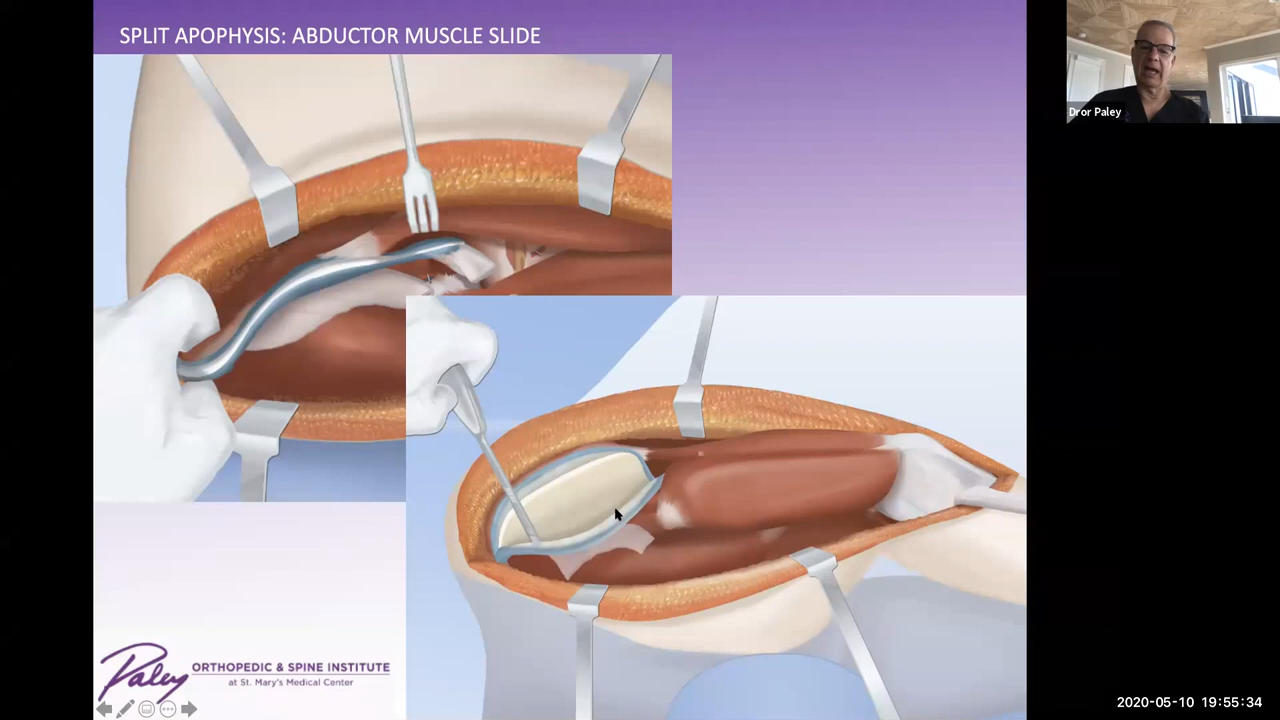 SPLIT APOPHYSIS: ABDUCTOR MUSCLE SLIDE
Dror Paley
Paley
ORTHOPEDIC & SPINE INSTITUTE
at St. Mary's Medical Center
2020-05-10 19:55:34